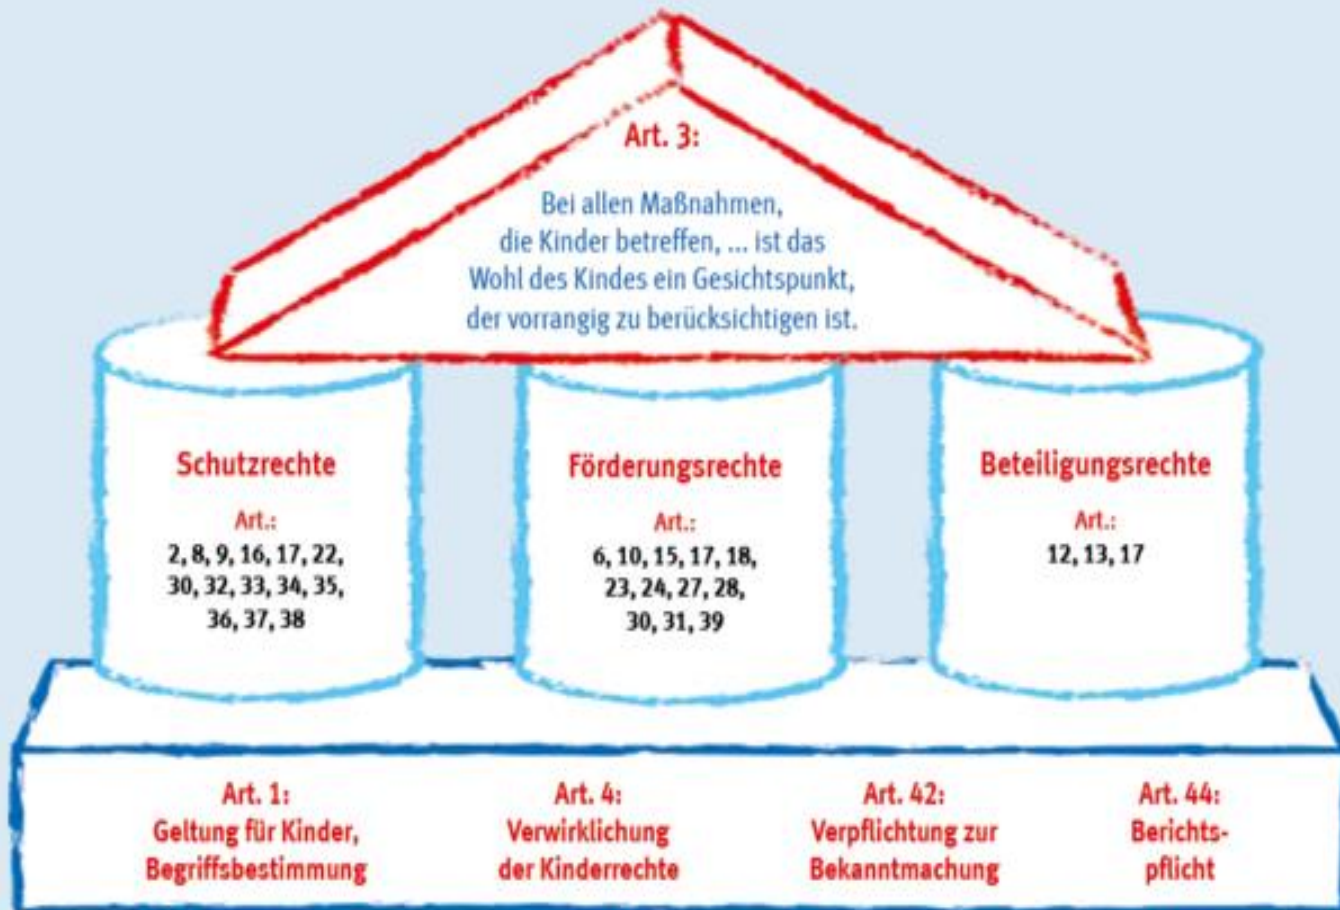 Art. 3:
Bei allen Maßnahmen,
die Kinder betreffen, ... ist das
Wohl des Kindes ein Gesichtspunkt,
der vorrangig zu berücksichtigen ist.
Schutzrechte
Art.:
2, 8, 9, 16, 17, 22,
30, 32, 33, 34, 35,
36, 37, 38
Förderungsrechte
Art.:
6, 10, 15, 17, 18,
23, 24, 27, 28,
30, 31, 39
Beteiligungsrechte
Art.:
12, 13, 17
Art. 1:
Geltung für Kinder,
Begriffsbestimmung
Art. 4:
Verwirklichung
der Kinderrechte
Art. 42:
Verpflichtung zur
Bekanntmachung
Art. 44:
Berichts-
pflicht